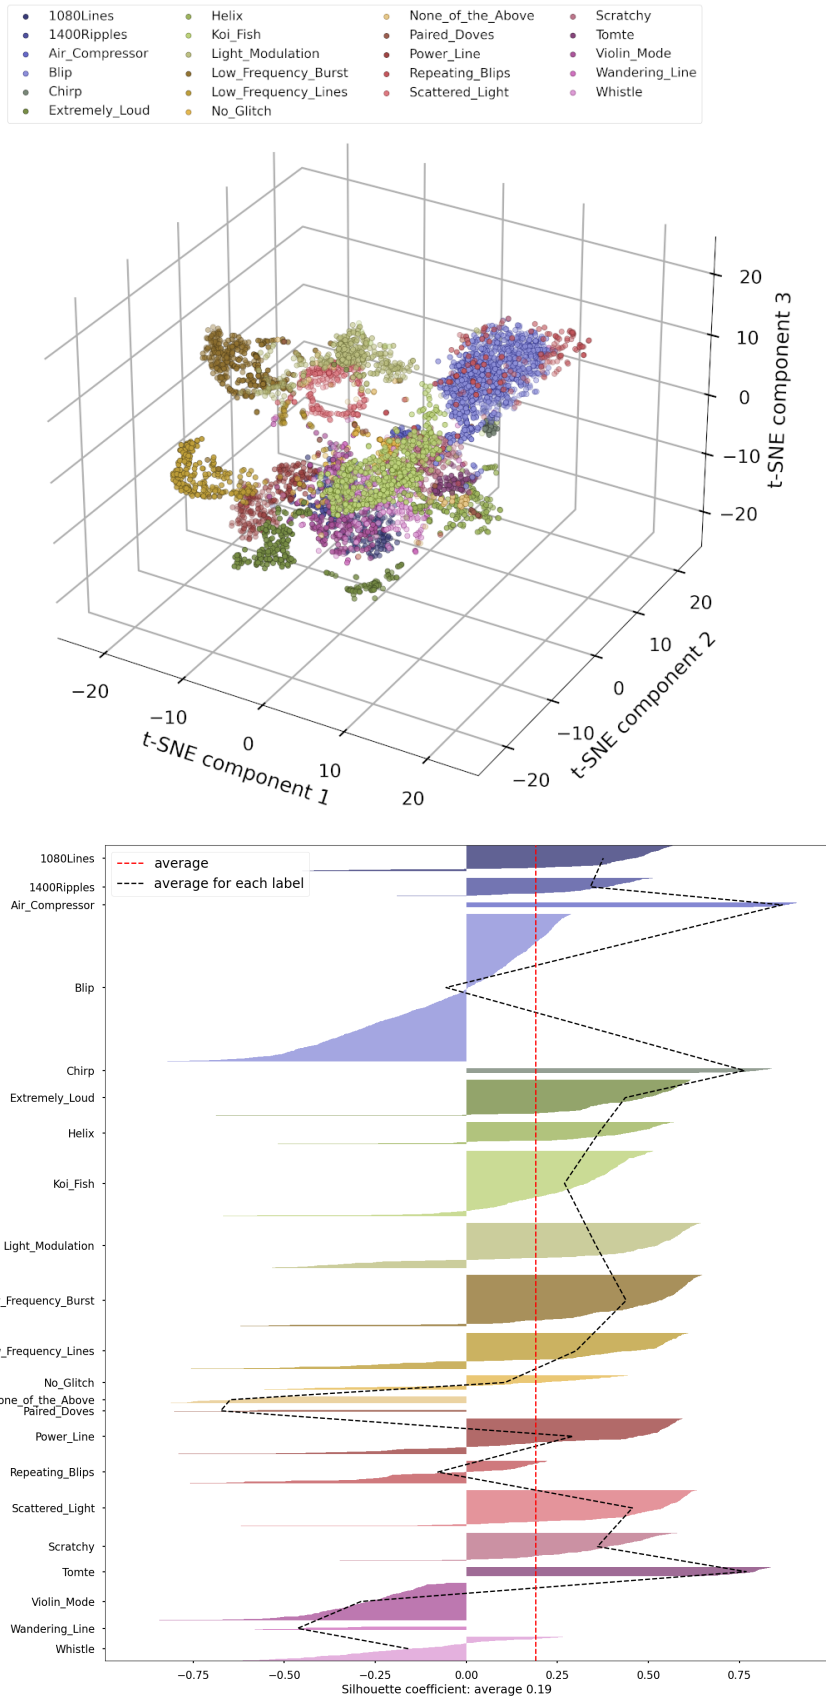 1080Lines
1400Ripples
Air_Compressor
Blip
Chirp
Extremely_Loud
Helix
Koi_Fish
Light_Modulation
Low_Frequency_Burst
Low_Frequency_Lines
No_Glitch
None_of_the_Above
Paired_Doves
Power_Line
Repeating_Blips
Scattered_Light
Scratchy
Tomte
Violin_Mode
Wandering_Line
Whistle
20
10
0
−10
−20
t-SNE component 3
20
10
0
−10
−20
t-SNE component 2
−20
−10
0
10
20
t-SNE component 1
average
average for each label
1080Lines
1400Ripples
Air_Compressor
Blip
Chirp
Extremely_Loud
Helix
Koi_Fish
Light_Modulation
_Frequency_Burst
_Frequency_Lines
No_Glitch
one_of_the_Above
Paired_Doves
Power_Line
Repeating_Blips
Scattered_Light
Scratchy
Tomte
Violin_Mode
Wandering_Line
Whistle
−0.75 −0.50 −0.25 0.00 0.25 0.50 0.75
Silhouette coefficient: average 0.19